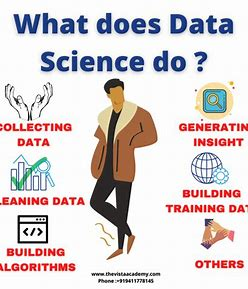 What does Data
Science do ?
COLLECTING
DATA
GENERATIN
INSIGHT
LEANING DATA
BUILDING
TRAINING DAT
BUILDING
ALGORITHMS
OTHERS
www.thevistaacademy.com
Phone :+919411778145